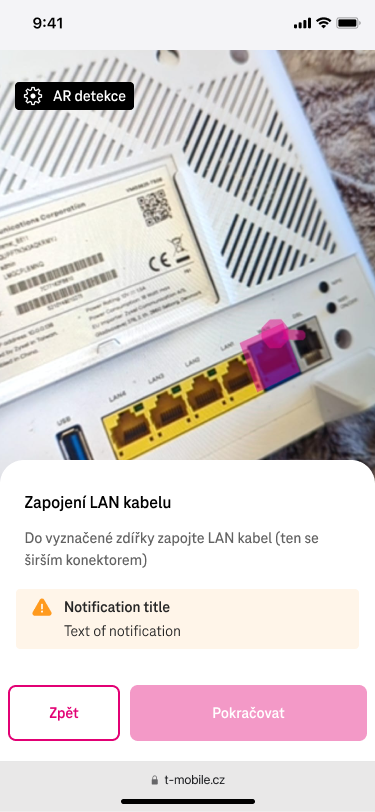 9:41
AR detekce
unications Corporation
LAN4
LAN3
LAN2
LAN1
DSL
USB
Zapojení LAN kabelu
Do vyznačené zdířky zapojte LAN kabel (ten se
širším konektorem)
Notification title
Text of notification
Zpět
Pokračovat
t-mobile.cz